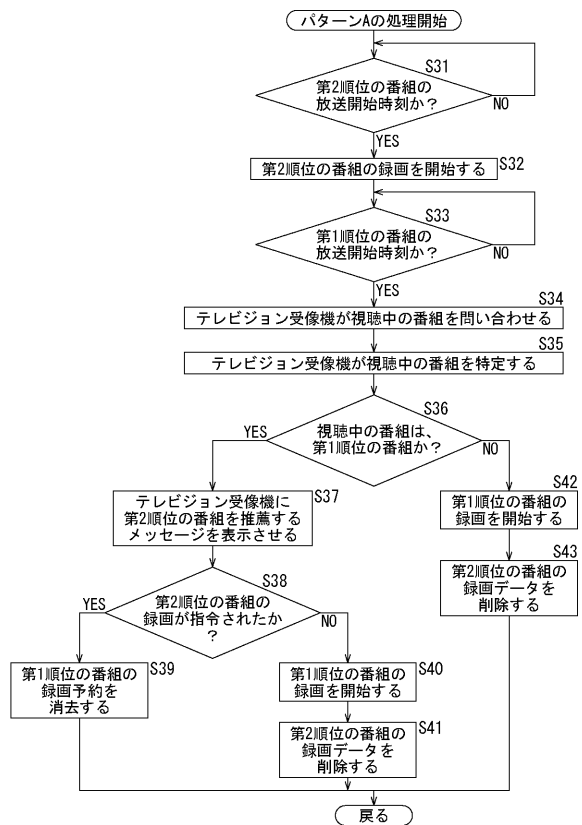 パターンAの処理開始
S31
第2順位の番組の
放送開始時刻か？
NO
YES
第2順位の番組の録画を開始する
S32
S33
第1順位の番組の
放送開始時刻か？
NO
YES
S34
テレビジョン受像機が視聴中の番組を問い合わせる
S35
テレビジョン受像機が視聴中の番組を特定する
S36
視聴中の番組は、
第1順位の番組か？
YES
NO
S37
テレビジョン受像機に
第2順位の番組を推薦する
メッセージを表示させる
S42
第1順位の番組の
録画を開始する
S43
第2順位の番組の
録画データを
削除する
S38
第2順位の番組の
録画が指令されたか
？
YES
NO
S39
第1順位の番組の
録画予約を
消去する
S40
第1順位の番組の
録画を開始する
S41
第2順位の番組の
録画データを
削除する
戻る